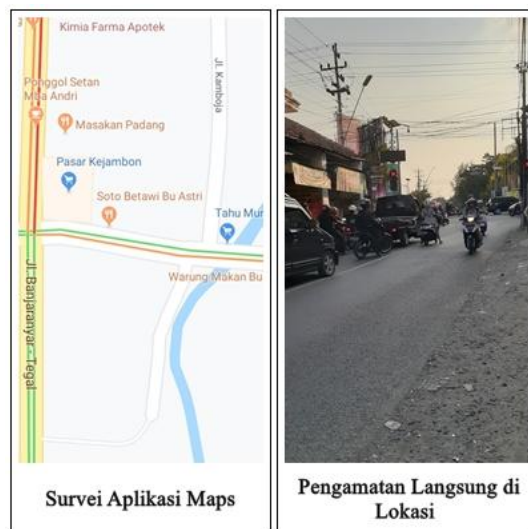 Kimia Farma Apotek
Jl. Kamboja
Ponggol Setan
Mba Andri
Masakan Padang
Pasar Kejambon
Soto Betawi Bu Astri
Tahu Mur
Warung Makan Bu
Jl. Banjaranyar - Tegal
Survei Aplikasi Maps
Pengamatan Langsung di
Lokasi